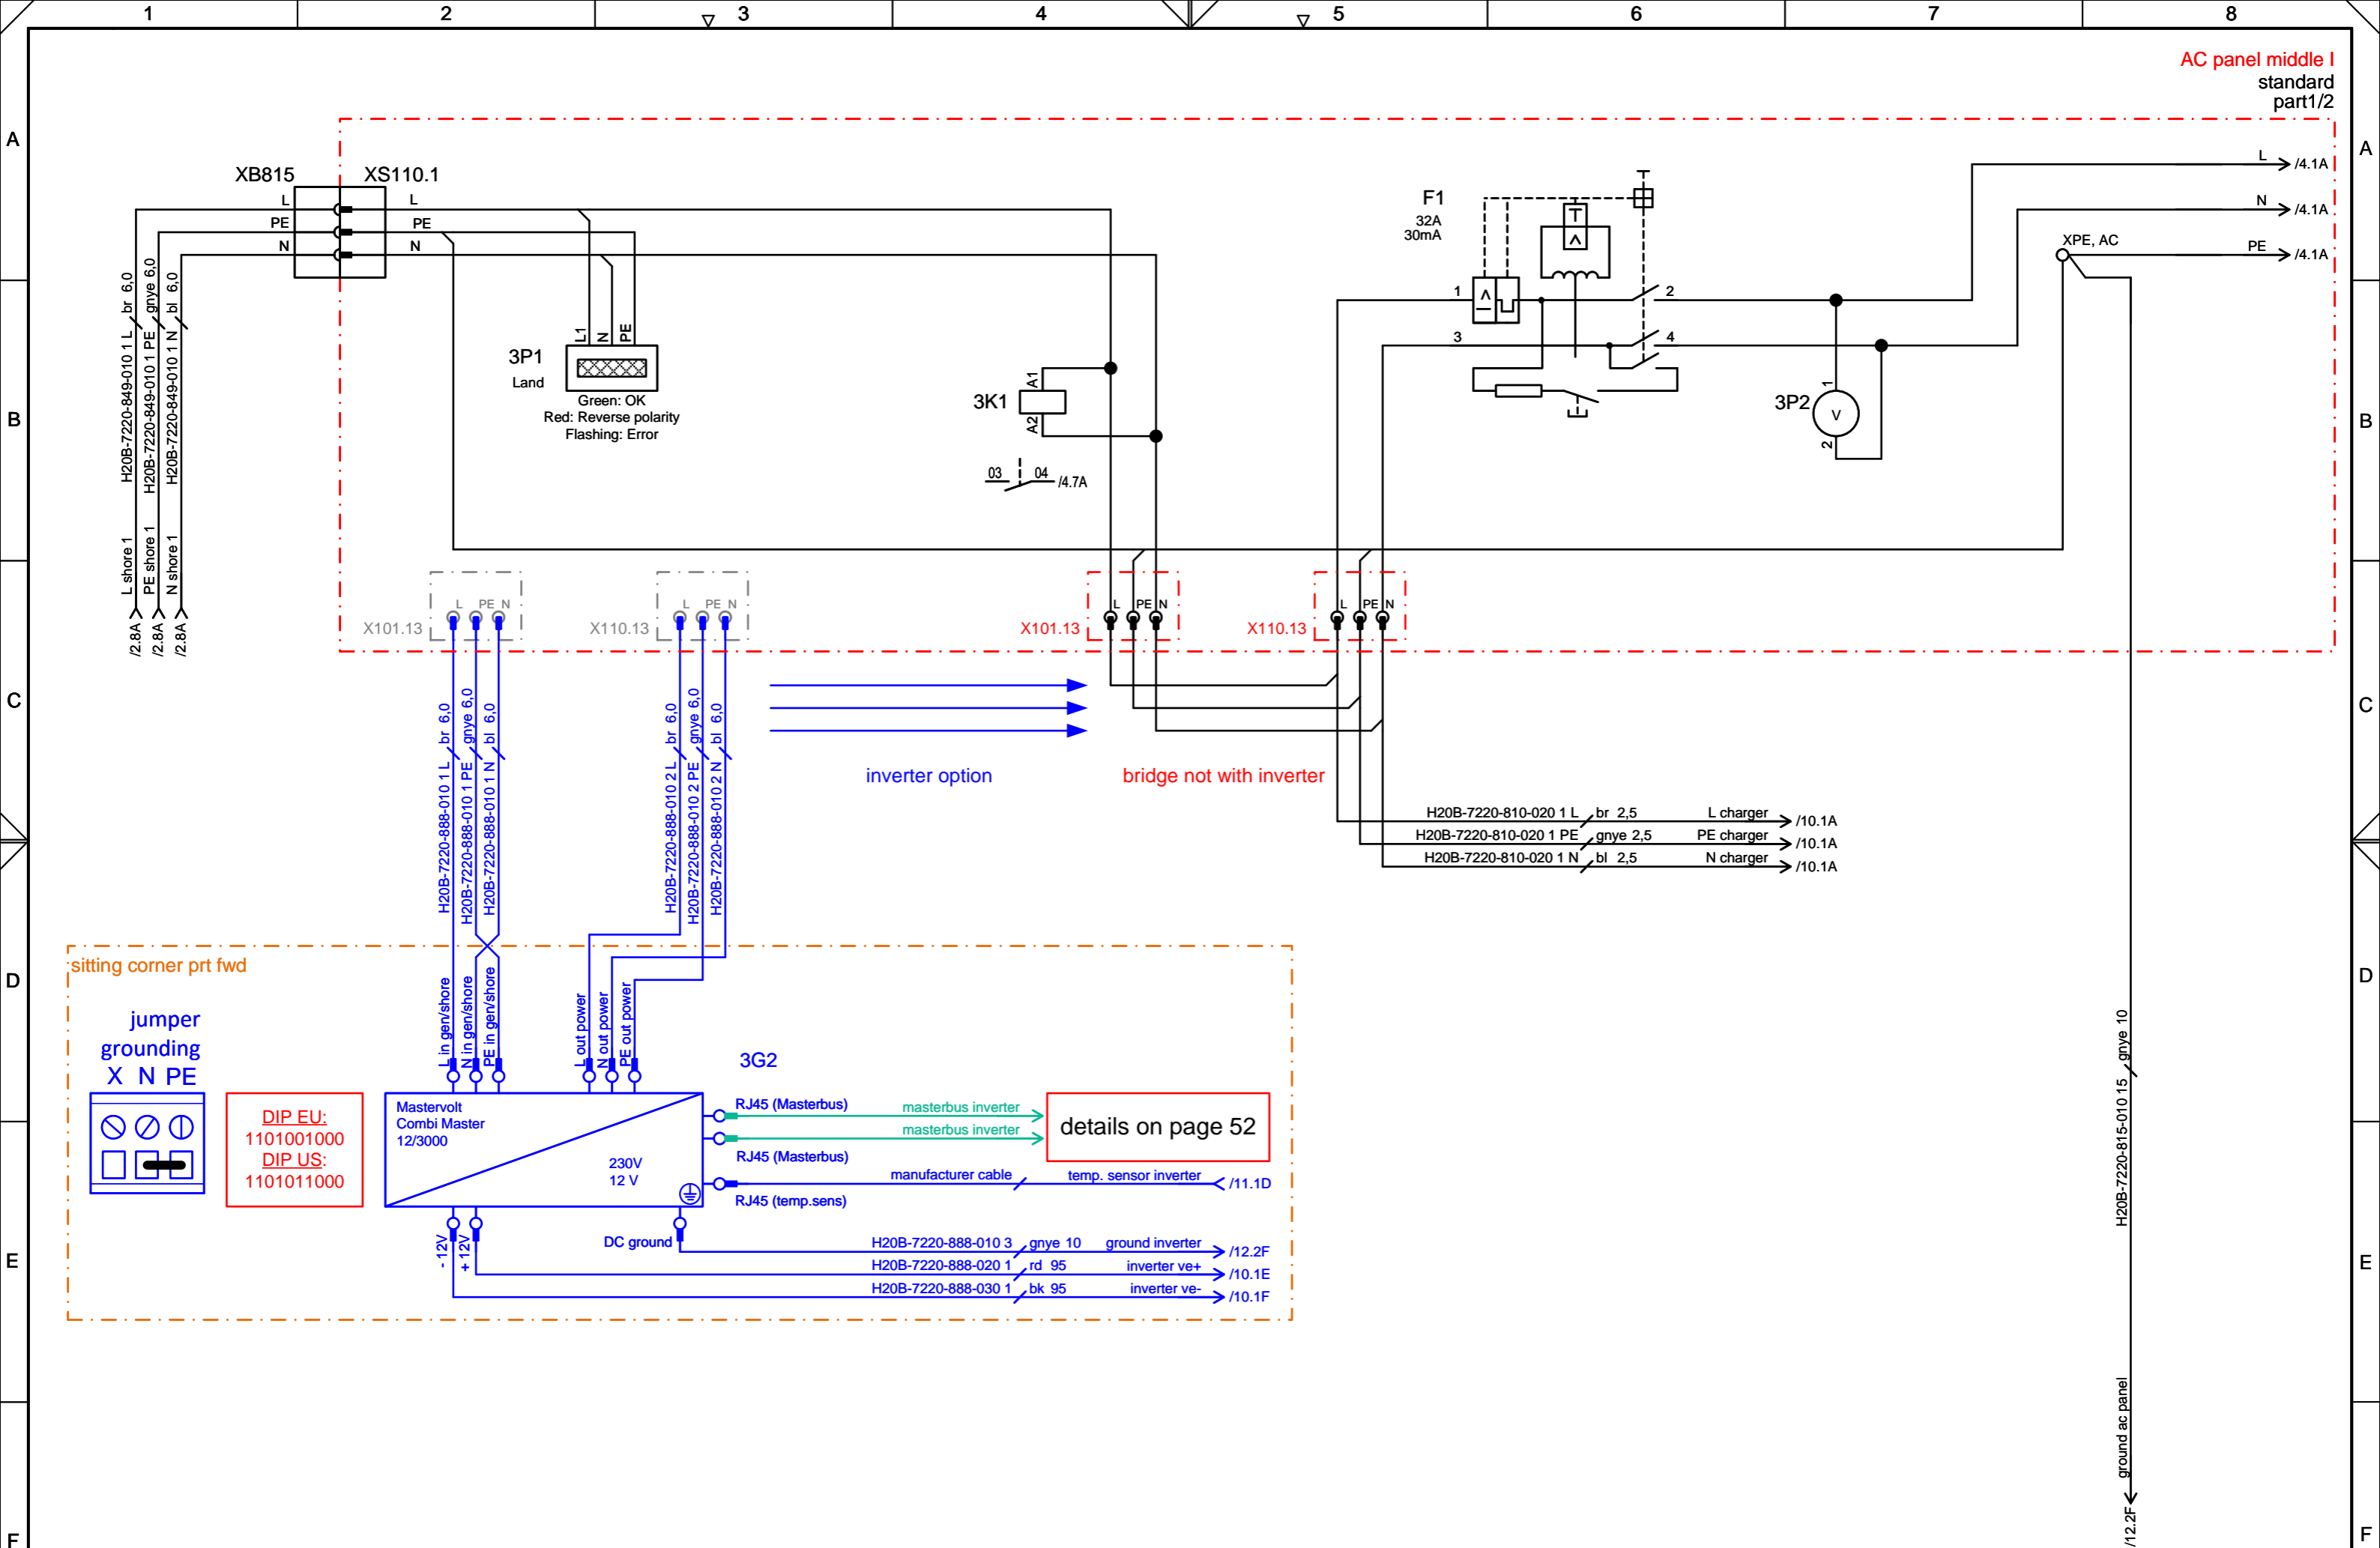 1 2 3 4 5 6 7 8
AC panel middle I
standard
part1/2
A
A
XB815 XS110.1
L L
PE PE
N N
L /4.1A
N /4.1A
XPE, AC PE /4.1A
F1
32A
30mA
1 2
3 4
H20B-7220-849-010 1 L br 6,0
H20B-7220-849-010 1 PE gnye 6,0
H20B-7220-849-010 1 N bl 6,0
L shore 1
PE shore 1
N shore 1
/2.8A
/2.8A
/2.8A
L1 N PE
3P1
Land
Green: OK
Red: Reverse polarity
Flashing: Error
B
B
3K1
A1
A2
03 04 /4.7A
3P2
V
1
2
L PE N
X101.13
L PE N
X110.13
L PE N
X101.13
L PE N
X110.13
C
C
H20B-7220-888-010 1 L br 6,0
H20B-7220-888-010 1 PE gnye 6,0
H20B-7220-888-010 1 N bl 6,0
H20B-7220-888-010 2 L br 6,0
H20B-7220-888-010 2 PE gnye 6,0
H20B-7220-888-010 2 N bl 6,0
inverter option
bridge not with inverter
H20B-7220-810-020 1 L br 2,5 L charger /10.1A
H20B-7220-810-020 1 PE gnye 2,5 PE charger /10.1A
H20B-7220-810-020 1 N bl 2,5 N charger /10.1A
D
D
sitting corner prt fwd
jumper
grounding
X N PE
DIP EU:
1101001000
DIP US:
1101011000
L in gen/shore
N in gen/shore
PE in gen/shore
L out power
N out power
PE out power
3G2
Mastervolt
Combi Master
12/3000
230V
12 V
RJ45 (Masterbus) masterbus inverter
masterbus inverter
RJ45 (Masterbus)
details on page 52
manufacturer cable temp. sensor inverter /11.1D
RJ45 (temp.sens)
- 12V
+ 12V
DC ground
H20B-7220-888-010 3 gnye 10 ground inverter /12.2F
H20B-7220-888-020 1 rd 95 inverter ve+ /10.1E
H20B-7220-888-030 1 bk 95 inverter ve- /10.1F
E
E
H20B-7220-815-010 15 gnye 10
ground ac panel
/12.2F
F
F